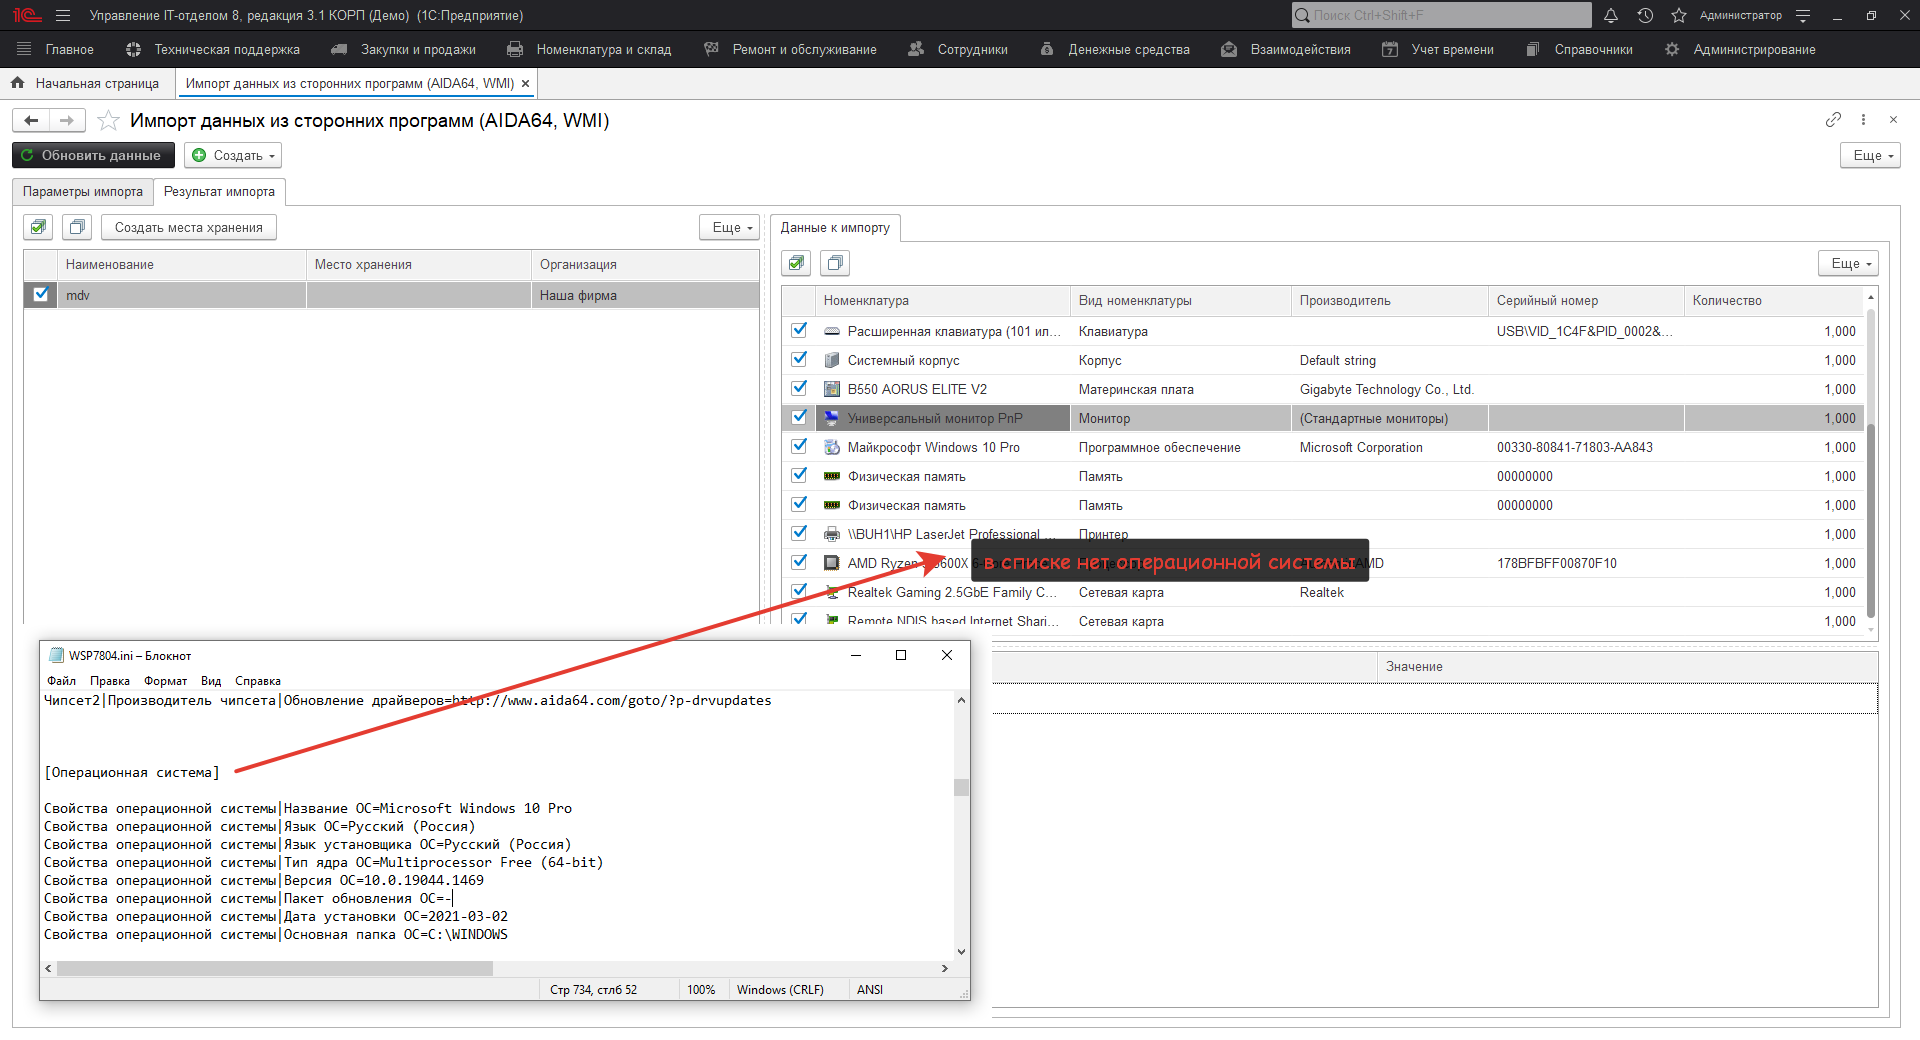 Управление IT-отделом 8, редакция 3.1 КОРП (Демо) (1С:Предприятие)
Поиск Ctrl+Shift+F
Администратор
Главное
Техническая поддержка
Закупки и продажи
Номенклатура и склад
Ремонт и обслуживание
Сотрудники
Денежные средства
Взаимодействия
Учет времени
Справочники
Администрирование
Начальная страница
Импорт данных из сторонних программ (AIDA64, WMI) ×
Импорт данных из сторонних программ (AIDA64, WMI)
Обновить данные
Создать
Еще
Параметры импорта
Результат импорта
Создать места хранения
Еще
Данные к импорту
Наименование Место хранения Организация
mdv Наша фирма
Еще
Номенклатура Вид номенклатуры Производитель Серийный номер Количество
Расширенная клавиатура (101 ил... Клавиатура USB\VID_1C4F&PID_0002&... 1,000
Системный корпус Корпус Default string 1,000
B550 AORUS ELITE V2 Материнская плата Gigabyte Technology Co., Ltd. 1,000
Универсальный монитор PnP Монитор (Стандартные мониторы) 1,000
Майкрософт Windows 10 Pro Программное обеспечение Microsoft Corporation 00330-80841-71803-AA843 1,000
Физическая память Память 00000000 1,000
Физическая память Память 00000000 1,000
\\BUH1\HP LaserJet Professional ... Принтер 1,000
AMD Ryzen 5600X AMD 178BFBFF00870F10 1,000
в списке нет операционной системы
Realtek Gaming 2.5GbE Family C... Сетевая карта Realtek 1,000
Remote NDIS based Internet Shari... Сетевая карта 1,000
Значение
WSP7804.ini – Блокнот
Файл Правка Формат Вид Справка
Чипсет2|Производитель чипсета|Обновление драйверов=http://www.aida64.com/goto/?p-drvupdates
[Операционная система]
Свойства операционной системы|Название ОС=Microsoft Windows 10 Pro
Свойства операционной системы|Язык ОС=Русский (Россия)
Свойства операционной системы|Язык установщика ОС=Русский (Россия)
Свойства операционной системы|Тип ядра ОС=Multiprocessor Free (64-bit)
Свойства операционной системы|Версия ОС=10.0.19044.1469
Свойства операционной системы|Пакет обновления ОС=-
Свойства операционной системы|Дата установки ОС=2021-03-02
Свойства операционной системы|Основная папка ОС=C:\WINDOWS
Стр 734, стлб 52
100%
Windows (CRLF)
ANSI